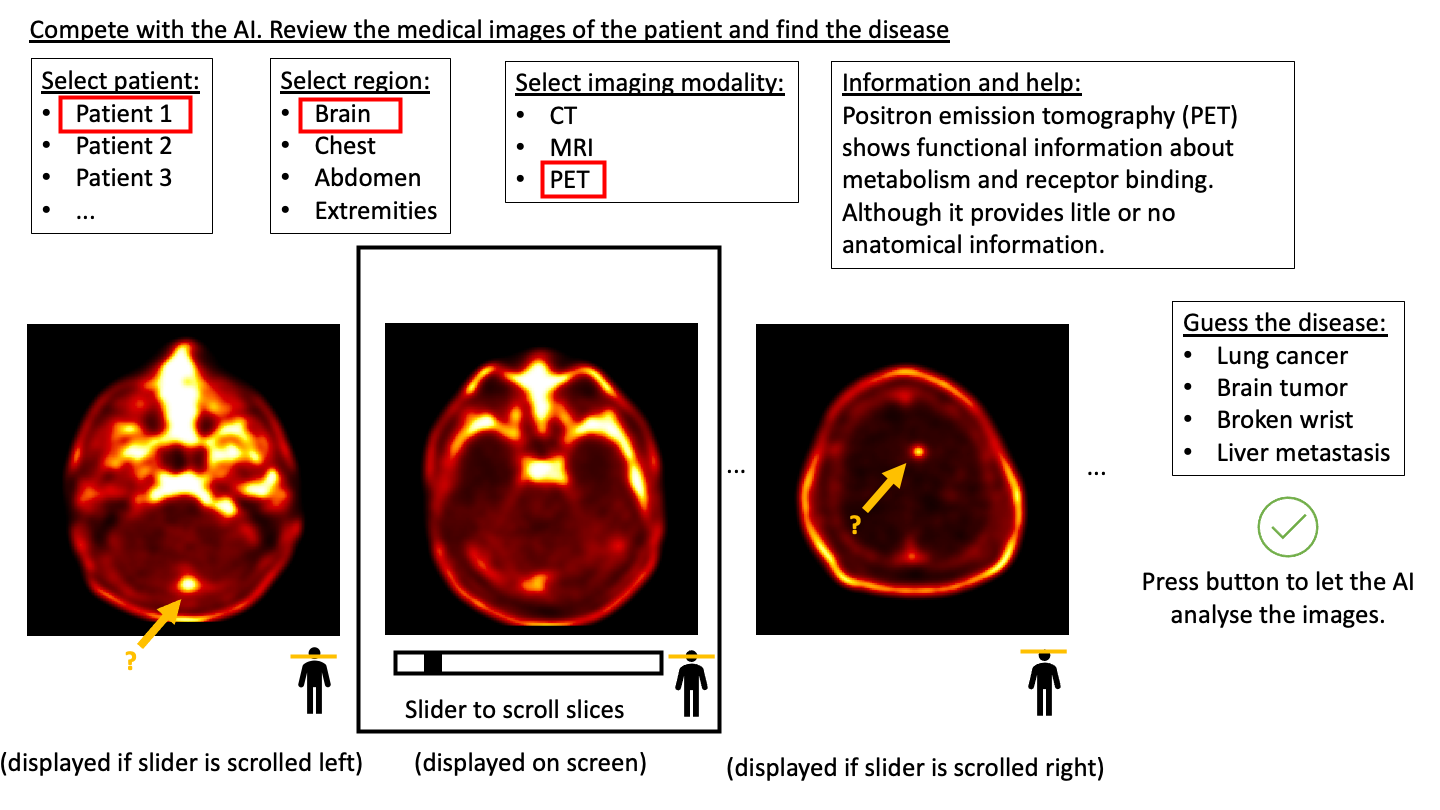 Compete with the AI. Review the medical images of the patient and find the disease
Select patient:
• Patient 1
• Patient 2
• Patient 3
• ...
Select region:
• Brain
• Chest
• Abdomen
• Extremities
Select imaging modality:
• CT
• MRI
• PET
Information and help:
Positron emission tomography (PET)
shows functional information about
metabolism and receptor binding.
Although it provides litle or no
anatomical information.
?
(displayed if slider is scrolled left)
Slider to scroll slices
(displayed on screen)
...
?
(displayed if slider is scrolled right)
...
Guess the disease:
• Lung cancer
• Brain tumor
• Broken wrist
• Liver metastasis
Press button to let the AI
analyse the images.